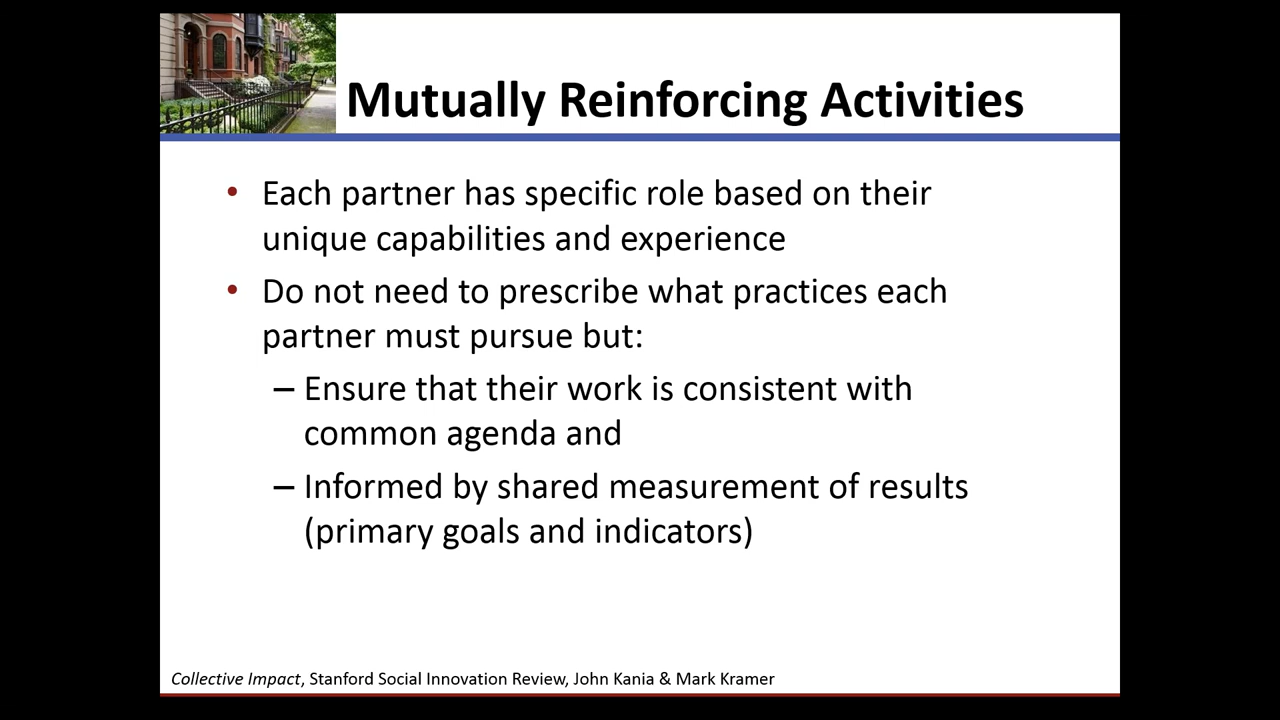 Mutually Reinforcing Activities
• Each partner has specific role based on their
unique capabilities and experience
• Do not need to prescribe what practices each
partner must pursue but:
– Ensure that their work is consistent with
common agenda and
– Informed by shared measurement of results
(primary goals and indicators)
Collective Impact, Stanford Social Innovation Review, John Kania & Mark Kramer